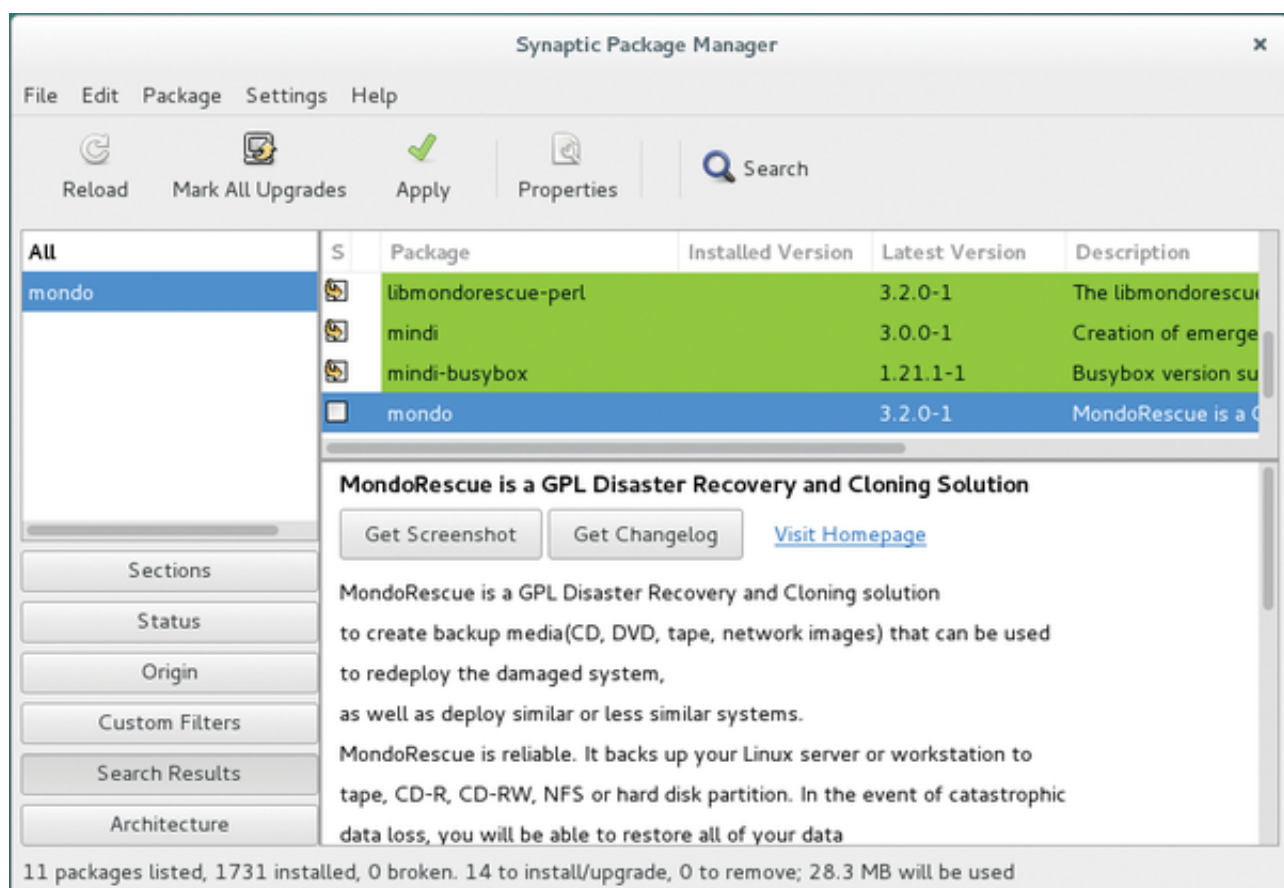 Synaptic Package Manager
File Edit Package Settings Help
Reload Mark All Upgrades Apply Properties Search
All
mondo
S Package Installed Version Latest Version Description
libmondorescue-perl 3.2.0-1 The libmondorescu
mindi 3.0.0-1 Creation of emerge
mindi-busybox 1.21.1-1 Busybox version su
mondo 3.2.0-1 MondoRescue is a G
Sections
Status
Origin
Custom Filters
Search Results
Architecture
MondoRescue is a GPL Disaster Recovery and Cloning Solution
Get Screenshot Get Changelog Visit Homepage
MondoRescue is a GPL Disaster Recovery and Cloning solution
to create backup media(CD, DVD, tape, network images) that can be used
to redeploy the damaged system,
as well as deploy similar or less similar systems.
MondoRescue is reliable. It backs up your Linux server or workstation to
tape, CD-R, CD-RW, NFS or hard disk partition. In the event of catastrophic
data loss, you will be able to restore all of your data
11 packages listed, 1731 installed, 0 broken. 14 to install/upgrade, 0 to remove; 28.3 MB will be used